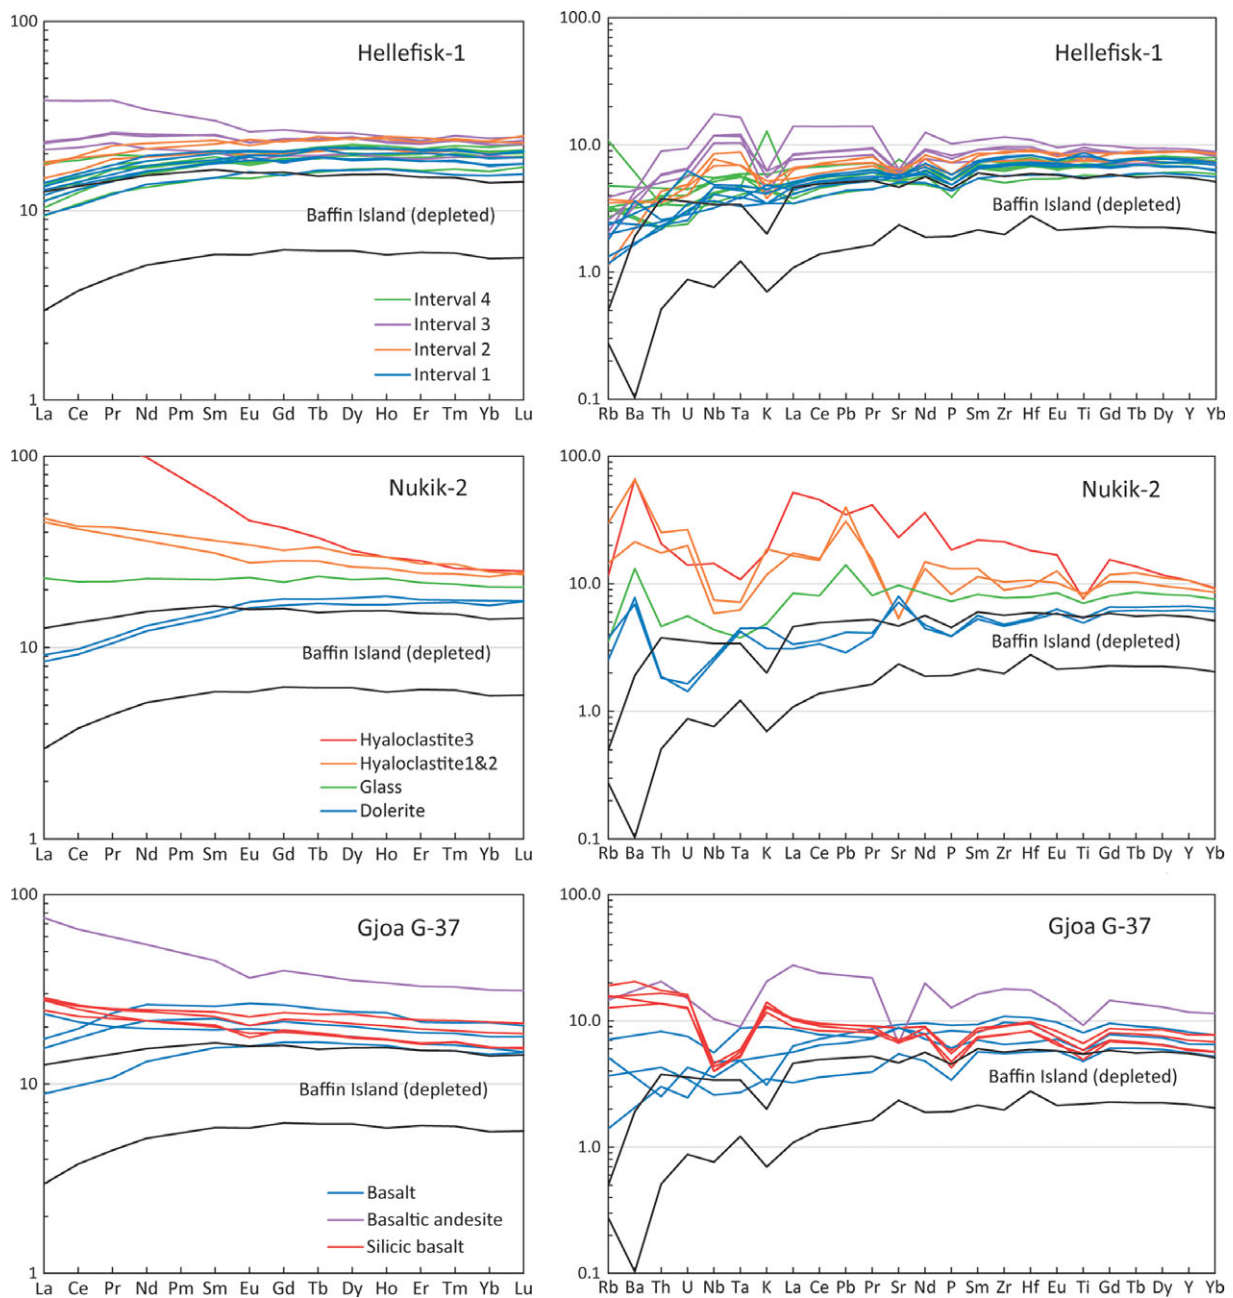 100
10
1
Hellefisk-1
Baffin Island (depleted)
Interval 4
Interval 3
Interval 2
Interval 1
La Ce Pr Nd Pm Sm Eu Gd Tb Dy Ho Er Tm Yb Lu
100.0
10.0
1.0
0.1
Hellefisk-1
Baffin Island (depleted)
Rb Ba Th U Nb Ta K La Ce Pb Pr Sr Nd P Sm Zr Hf Eu Ti Gd Tb Dy Y Yb
100
10
1
Nukik-2
Baffin Island (depleted)
Hyaloclastite3
Hyaloclastite1&2
Glass
Dolerite
La Ce Pr Nd Pm Sm Eu Gd Tb Dy Ho Er Tm Yb Lu
100.0
10.0
1.0
0.1
Nukik-2
Baffin Island (depleted)
Rb Ba Th U Nb Ta K La Ce Pb Pr Sr Nd P Sm Zr Hf Eu Ti Gd Tb Dy Y Yb
100
10
1
Gjoa G-37
Baffin Island (depleted)
Basalt
Basaltic andesite
Silicic basalt
La Ce Pr Nd Pm Sm Eu Gd Tb Dy Ho Er Tm Yb Lu
100.0
10.0
1.0
0.1
Gjoa G-37
Baffin Island (depleted)
Rb Ba Th U Nb Ta K La Ce Pb Pr Sr Nd P Sm Zr Hf Eu Ti Gd Tb Dy Y Yb